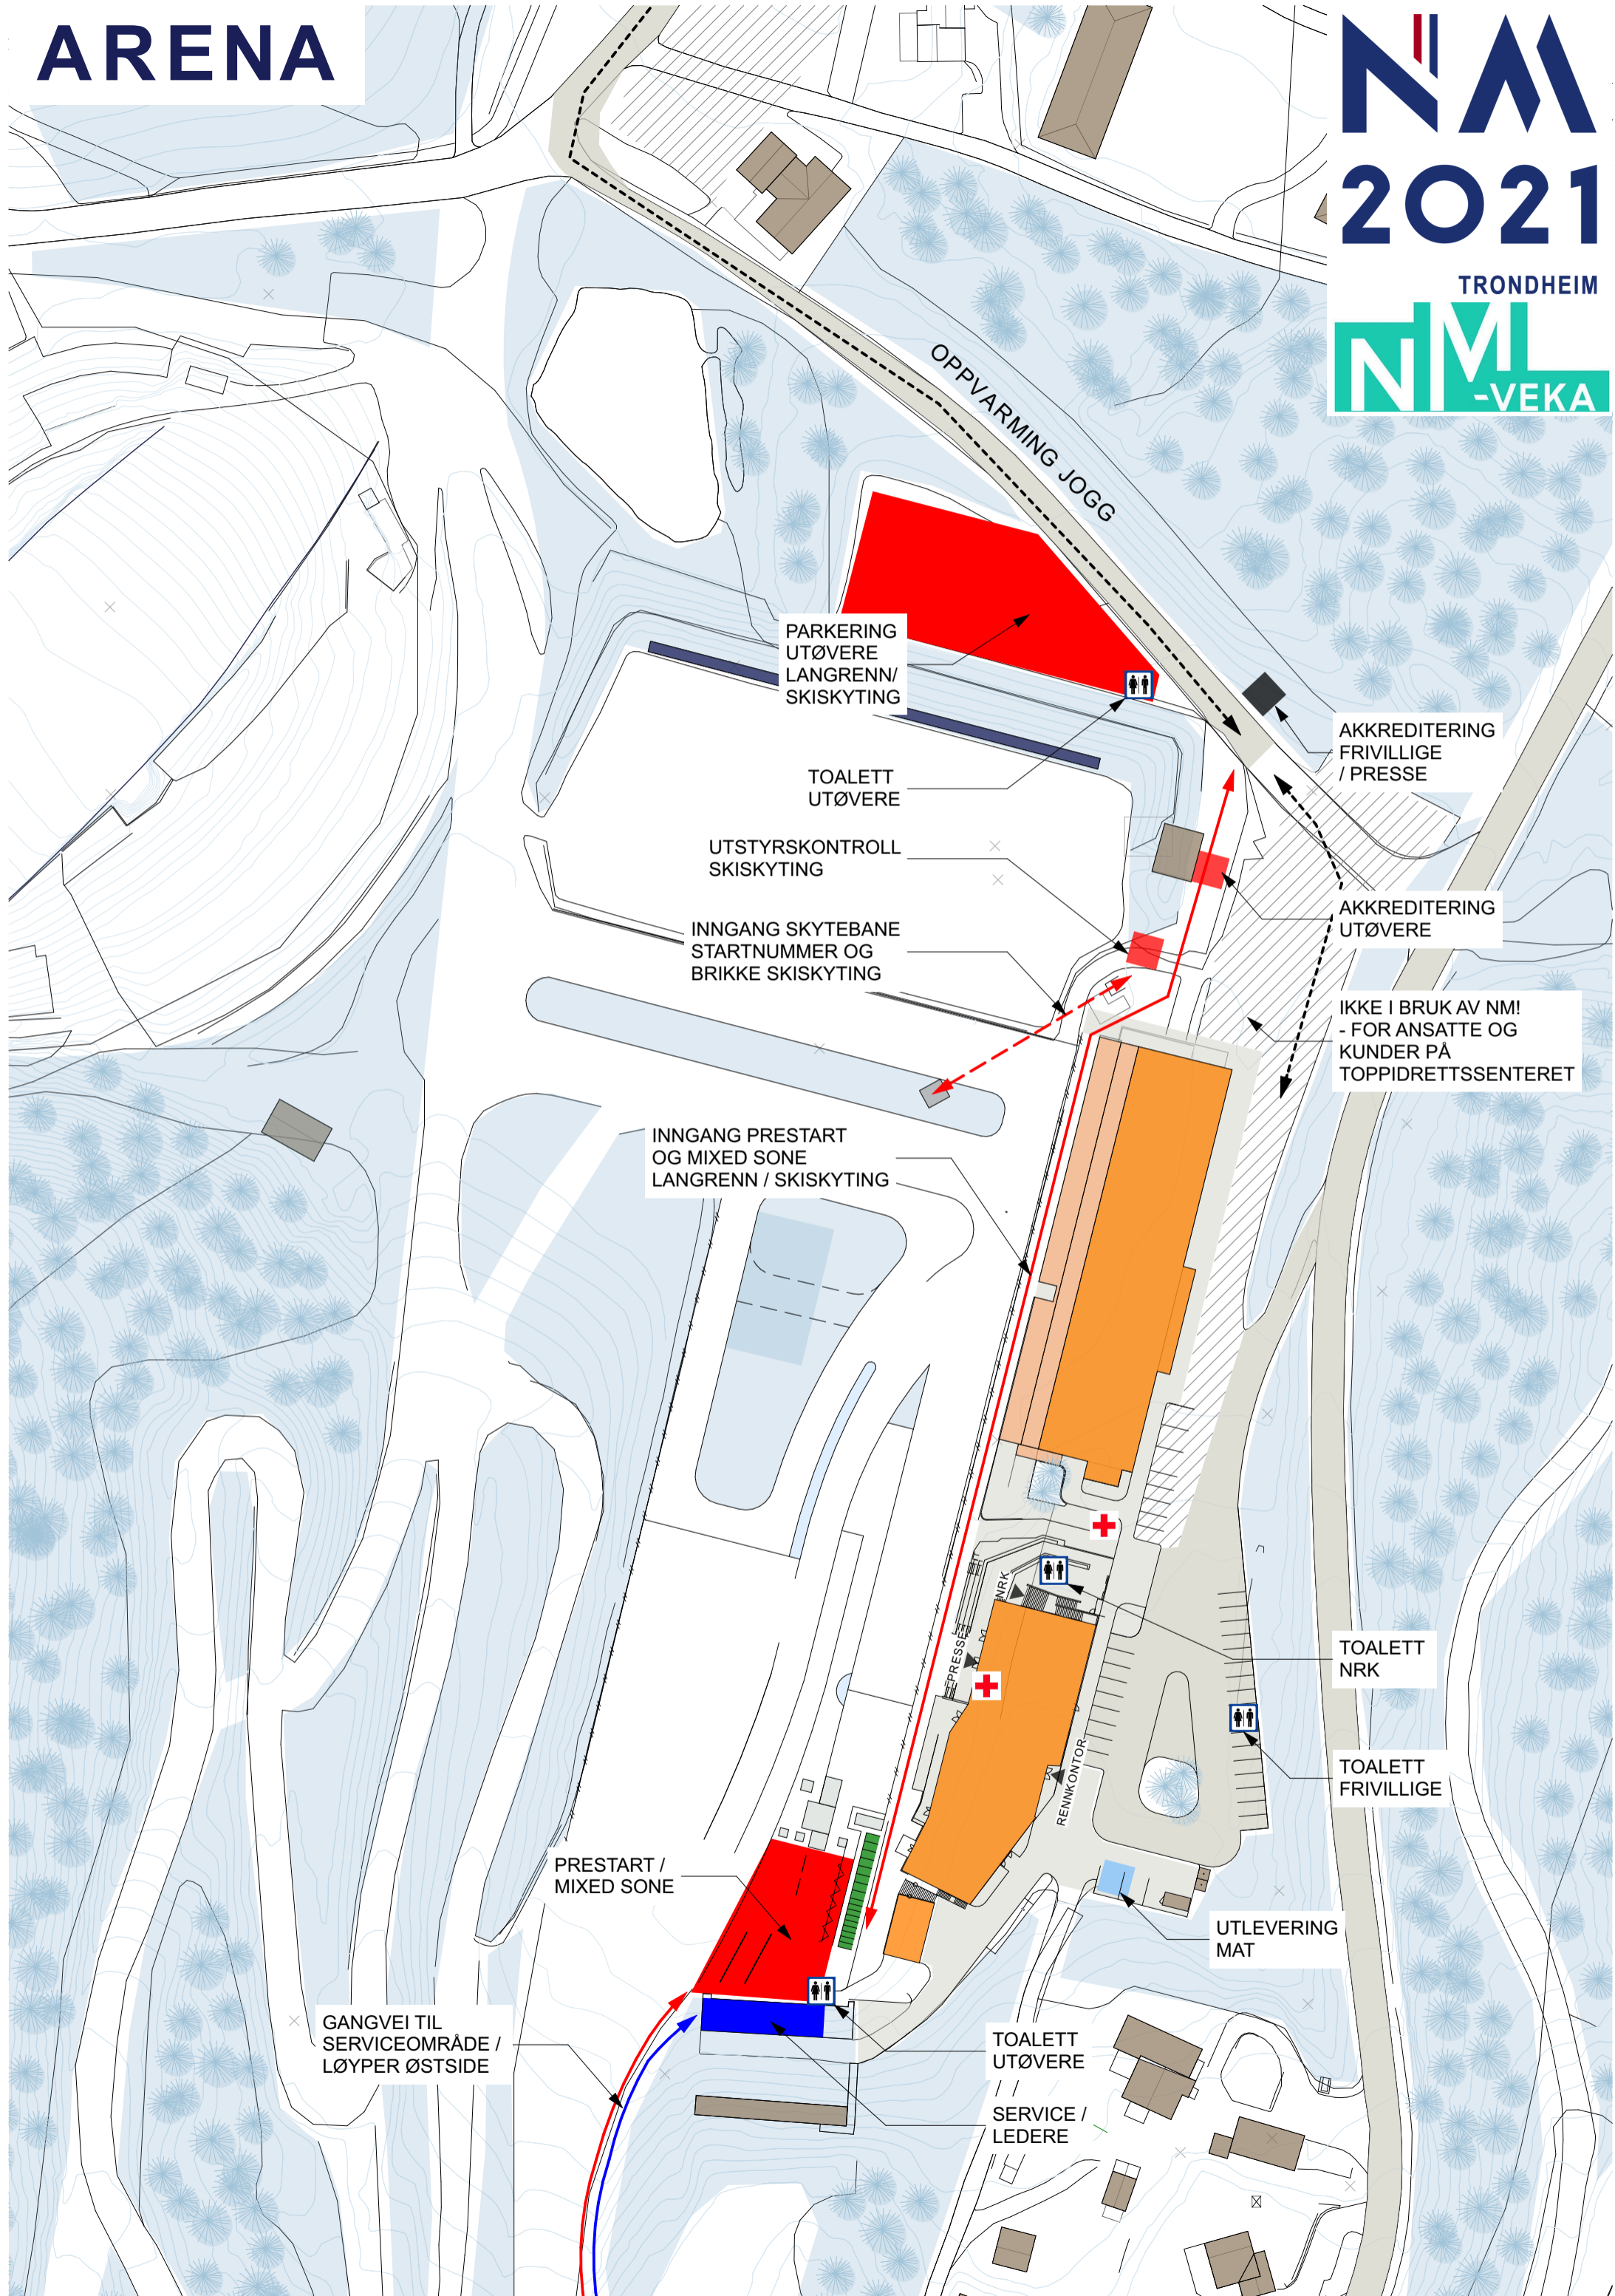 ARENA
NM
2021
TRONDHEIM
NM
-VEKA
OPPVARMING JOGG
PARKERING
UTØVERE
LANGRENN/
SKISKYTING
AKKREDITERING
FRIVILLIGE
/ PRESSE
TOALETT
UTØVERE
UTSTYRSKONTROLL
SKISKYTING
AKKREDITERING
UTØVERE
INNGANG SKYTEBANE
STARTNUMMER OG
BRIKKE SKISKYTING
IKKE I BRUK AV NM!
- FOR ANSATTE OG
KUNDER PÅ
TOPPIDRETTSSENTERET
INNGANG PRESTART
OG MIXED SONE
LANGRENN / SKISKYTING
NRK
PRESSE
TOALETT
NRK
RENNKONTOR
TOALETT
FRIVILLIGE
PRESTART /
MIXED SONE
UTLEVERING
MAT
GANGVEI TIL
SERVICEOMRÅDE /
LØYPER ØSTSIDE
TOALETT
UTØVERE
SERVICE /
LEDERE